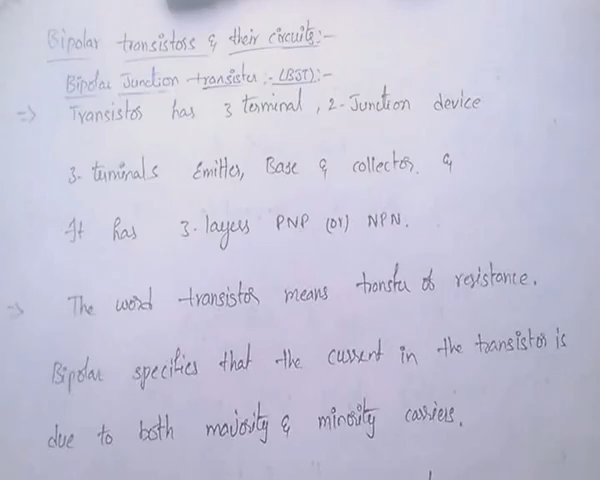 Bipolar transistors & their circuits:-
Bipolar Junction transister :- (BJT):-
=> Transistor has 3 terminal, 2-Junction device
3-terminals Emitter, Base & collector. &
It has 3-layers PNP (or) NPN.
=> The word transistor means transfer of resistance.
Bipolar specifies that the current in the transistor is
due to both majority & minority carriers.